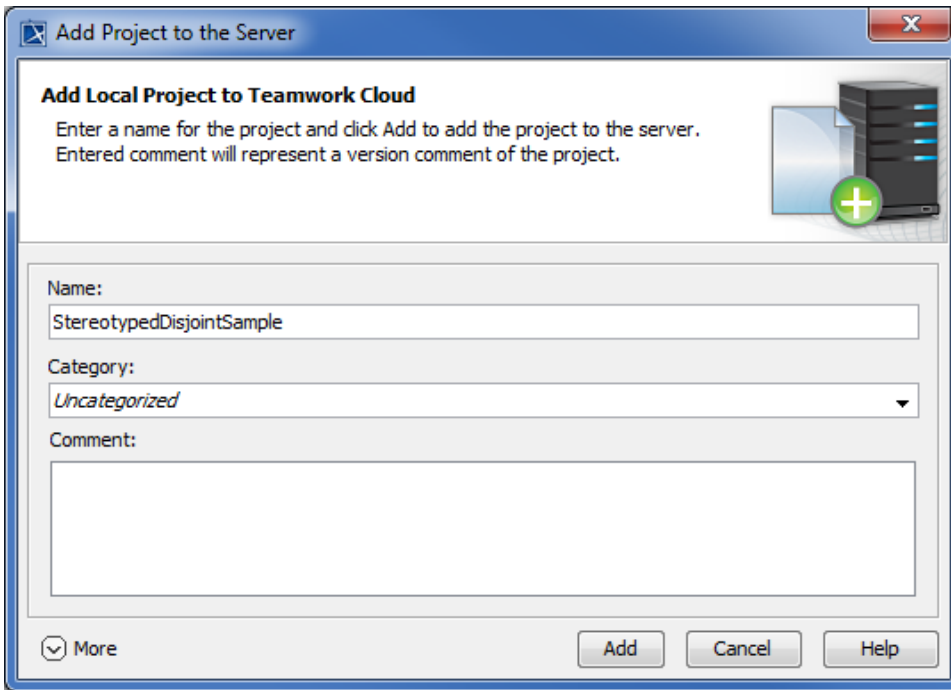 Add Project to the Server
Add Local Project to Teamwork Cloud
Enter a name for the project and click Add to add the project to the server.
Entered comment will represent a version comment of the project.
Name:
StereotypedDisjointSample
Category:
Uncategorized
Comment:
More
Add
Cancel
Help